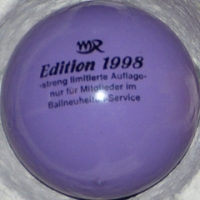 MR
Edition 1998
-streng limitierte Auflage-
nur für Mitglieder im
Ballneuheiten-Service